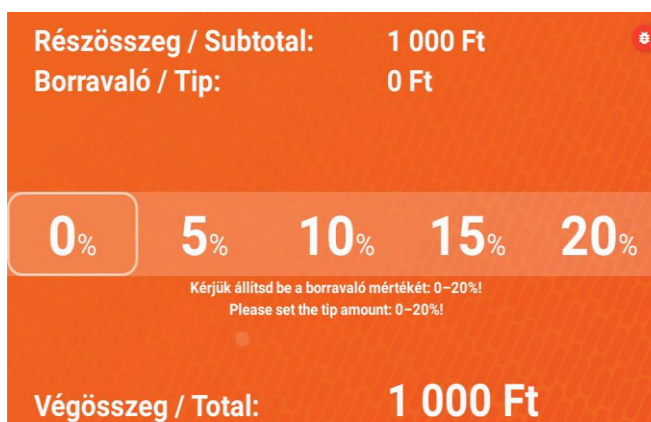 Részösszeg / Subtotal: 1 000 Ft
Borravaló / Tip: 0 Ft
0% 5% 10% 15% 20%
Kérjük állítsd be a borravaló mértékét: 0–20%!
Please set the tip amount: 0–20%!
Végösszeg / Total: 1 000 Ft